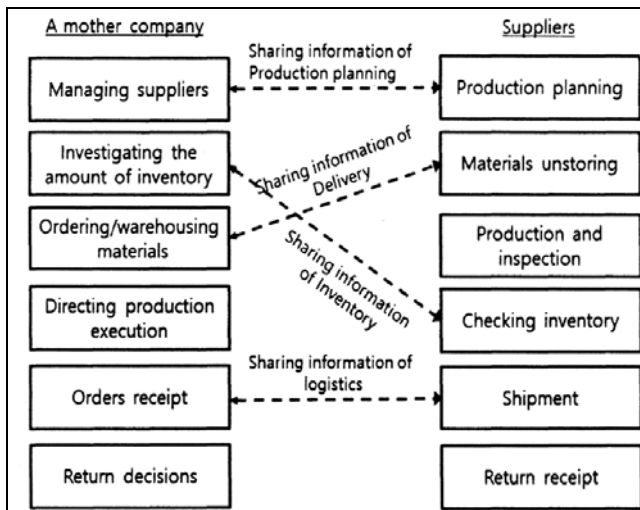 A mother company
Suppliers
Sharing information of
Production planning
Managing suppliers
Production planning
Investigating the
amount of inventory
Sharing information of
Delivery
Materials unstoring
Ordering/warehousing
materials
Sharing information
of Inventory
Production and
inspection
Directing production
execution
Checking inventory
Sharing information of
logistics
Orders receipt
Shipment
Return decisions
Return receipt